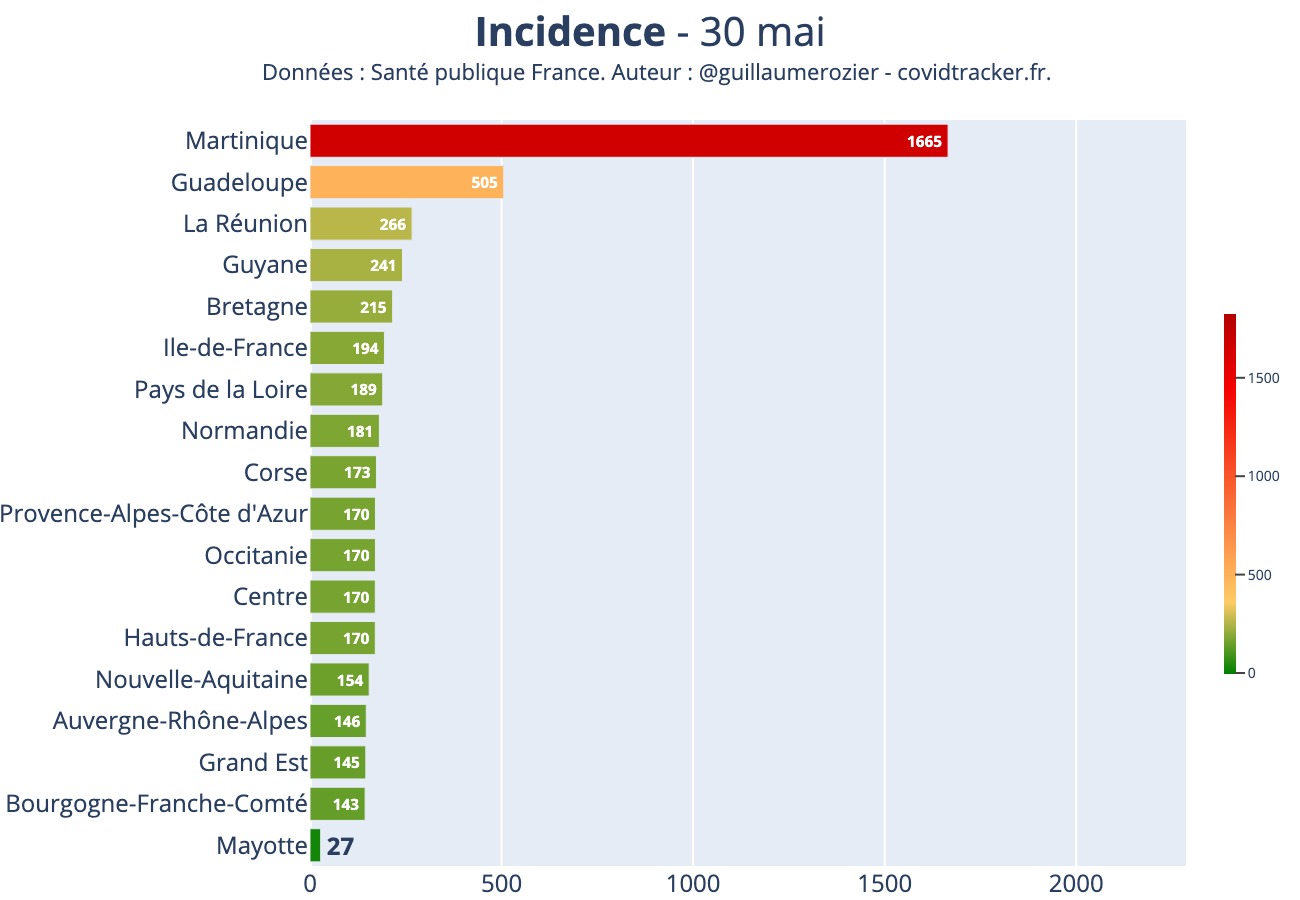 Incidence - 30 mai
Données : Santé publique France. Auteur : @guillaumerozier - covidtracker.fr.
Martinique 1665
Guadeloupe 505
La Réunion 266
Guyane 241
Bretagne 215
Ile-de-France 194
Pays de la Loire 189
Normandie 181
Corse 173
Provence-Alpes-Côte d'Azur 170
Occitanie 170
Centre 170
Hauts-de-France 170
Nouvelle-Aquitaine 154
Auvergne-Rhône-Alpes 146
Grand Est 145
Bourgogne-Franche-Comté 143
Mayotte 27
0 500 1000 1500 2000
1500
1000
500
0